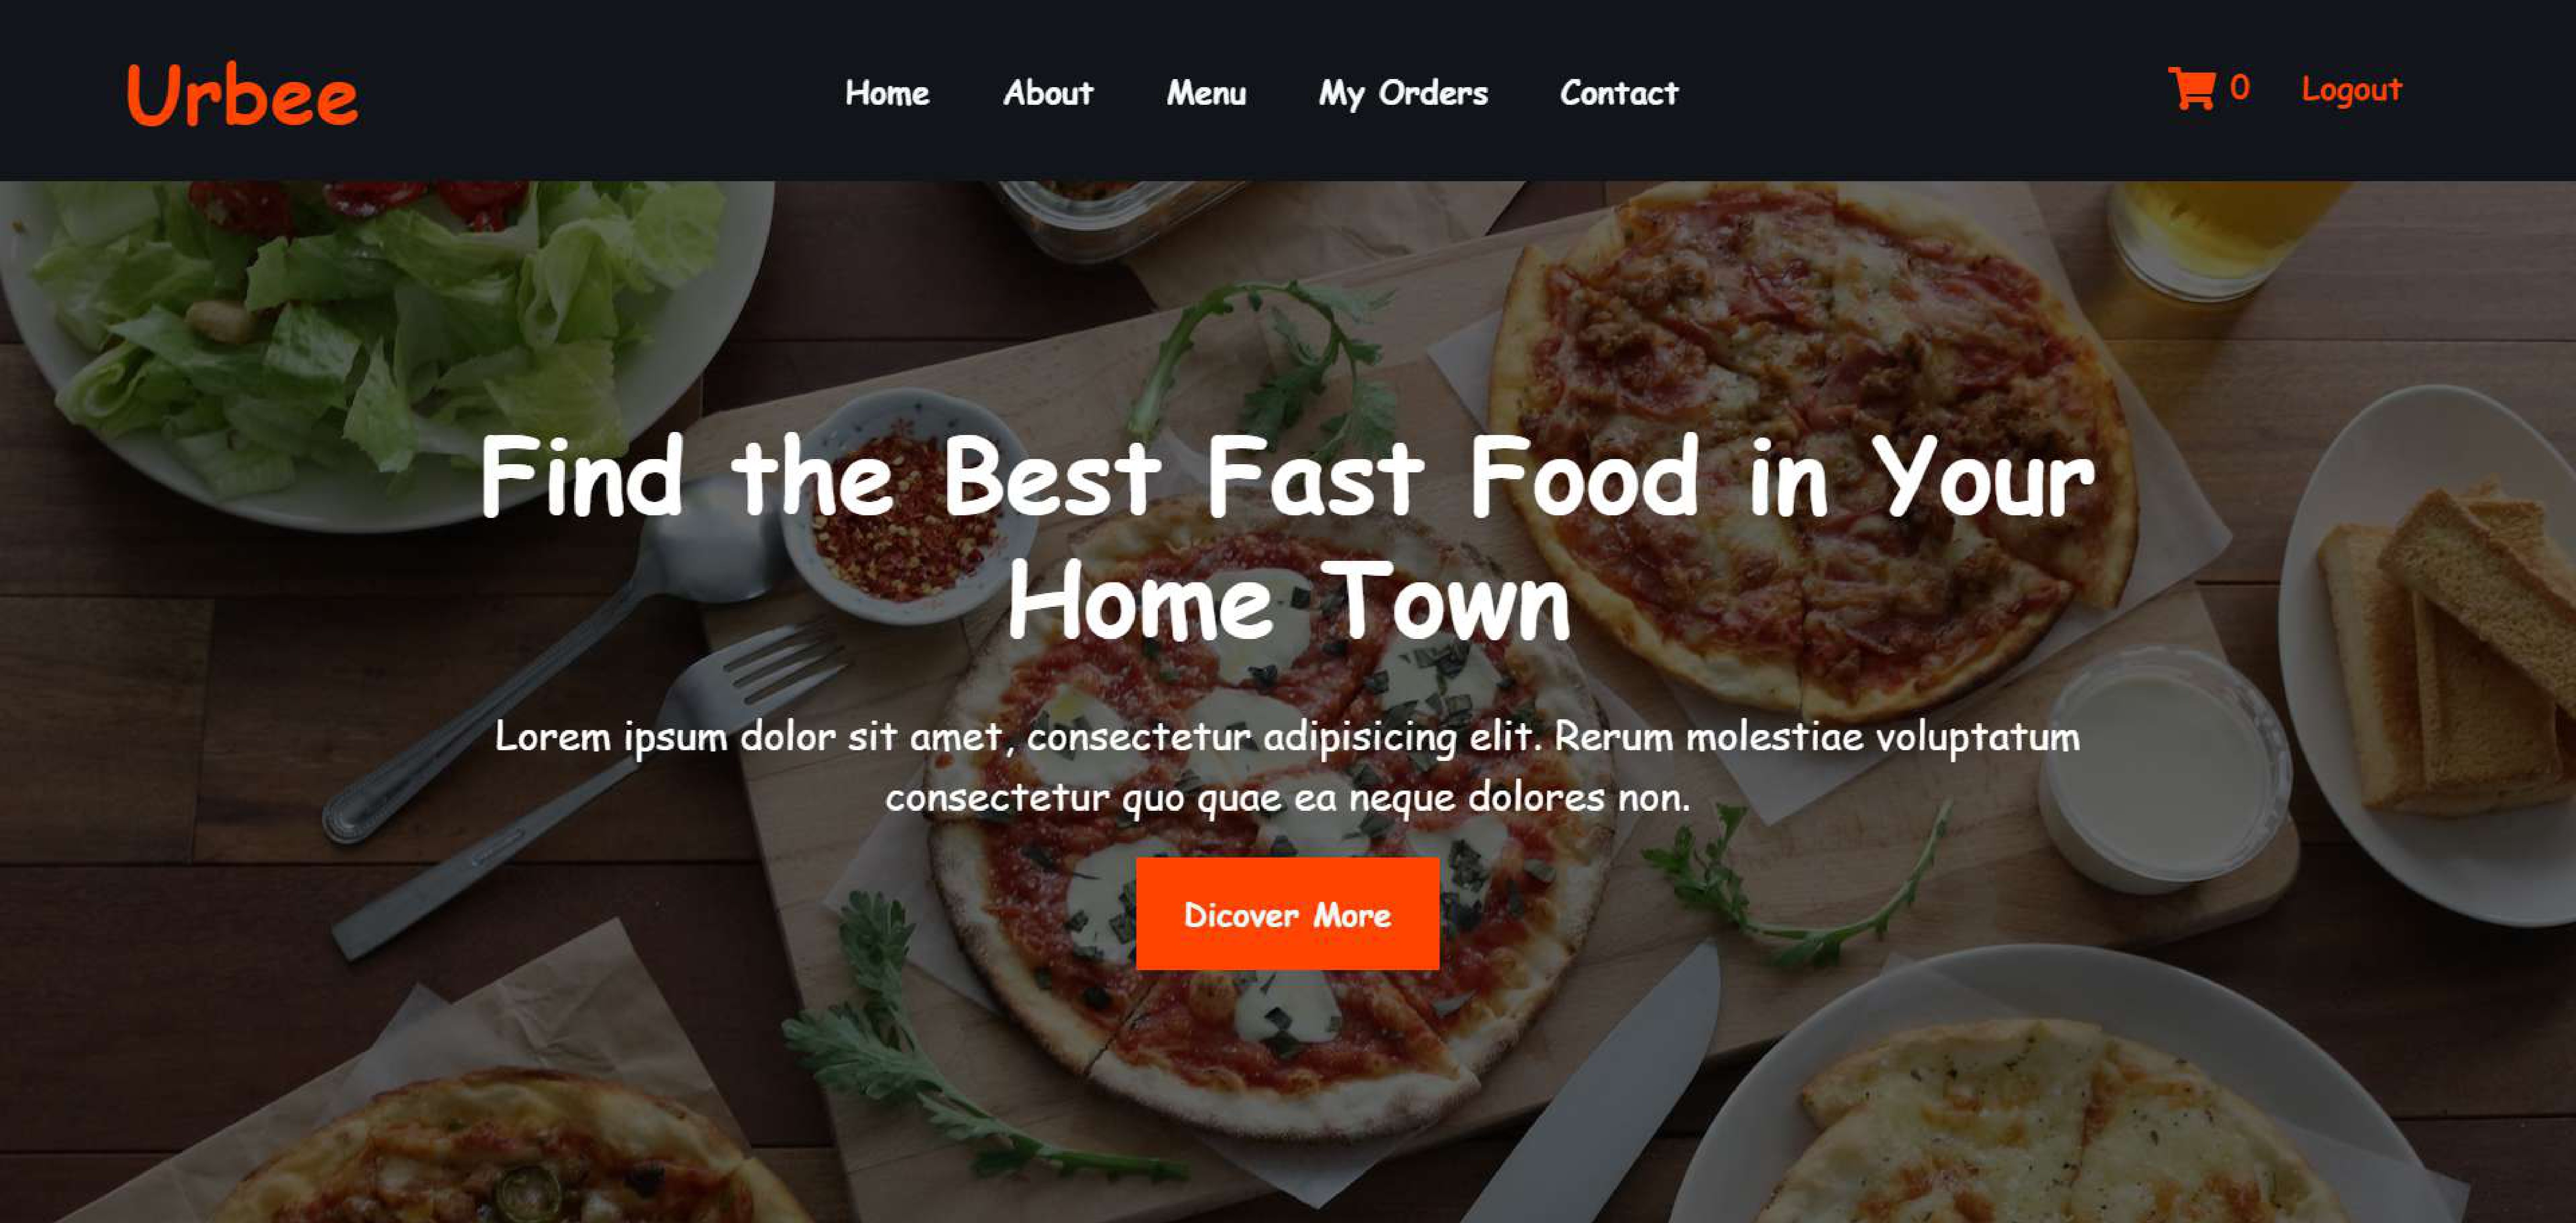 Urbee
Home About Menu My Orders Contact
0 Logout
Find the Best Fast Food in Your
Home Town
Lorem ipsum dolor sit amet, consectetur adipisicing elit. Rerum molestiae voluptatum
consectetur quo quae ea neque dolores non.
Dicover More